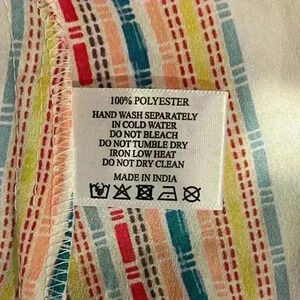 100% POLYESTER
HAND WASH SEPARATELY
IN COLD WATER
DO NOT BLEACH
DO NOT TUMBLE DRY
IRON LOW HEAT
DO NOT DRY CLEAN
MADE IN INDIA